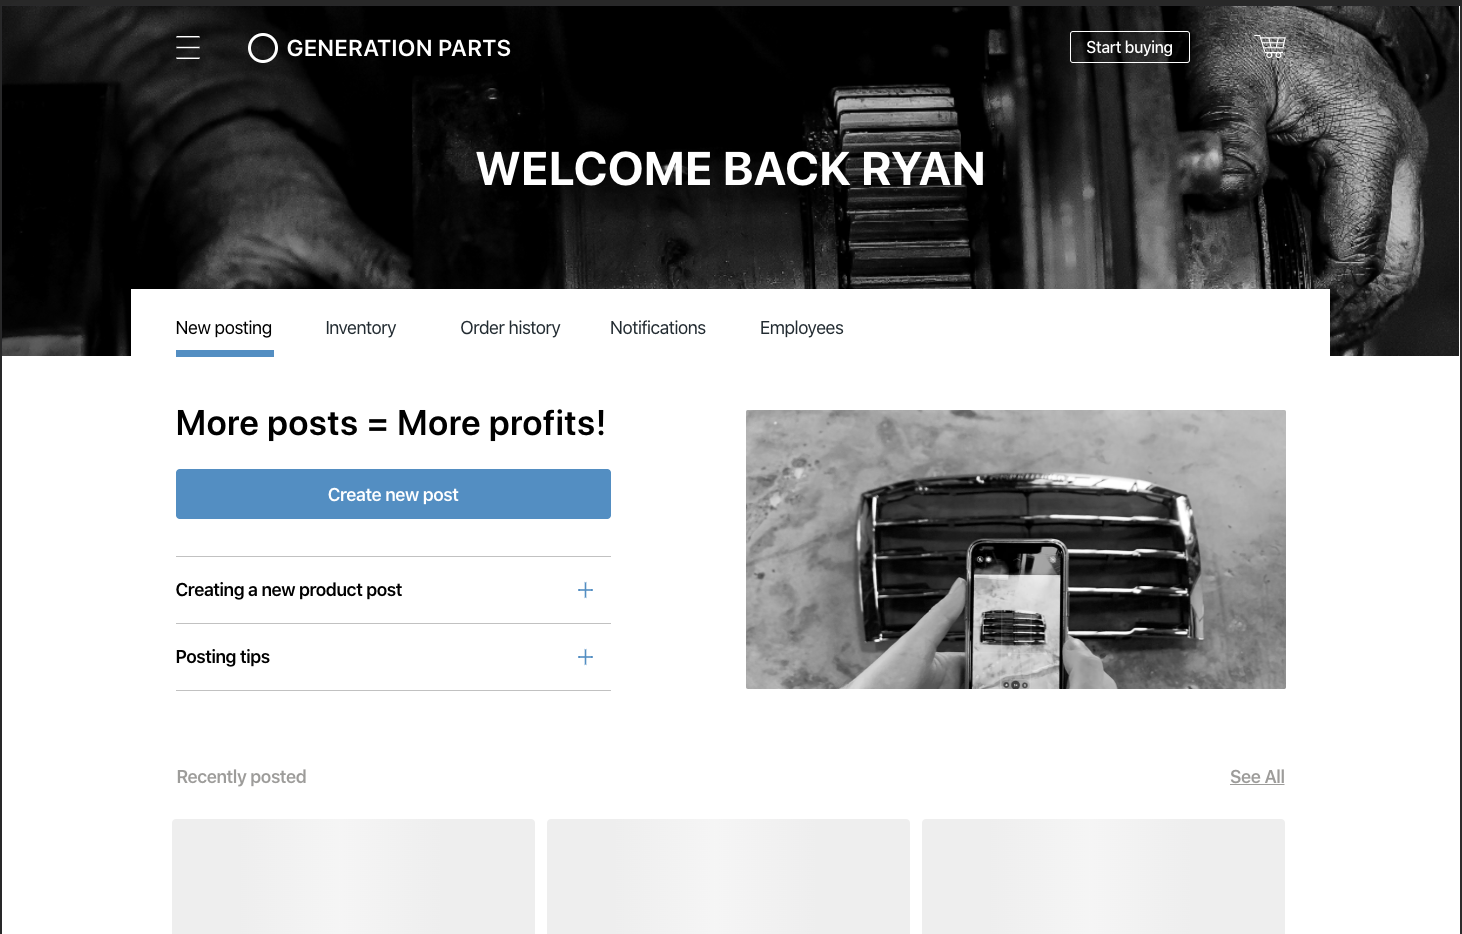 GENERATION PARTS
Start buying
WELCOME BACK RYAN
New posting
Inventory
Order history
Notifications
Employees
More posts = More profits!
Create new post
Creating a new product post
Posting tips
Recently posted
See All